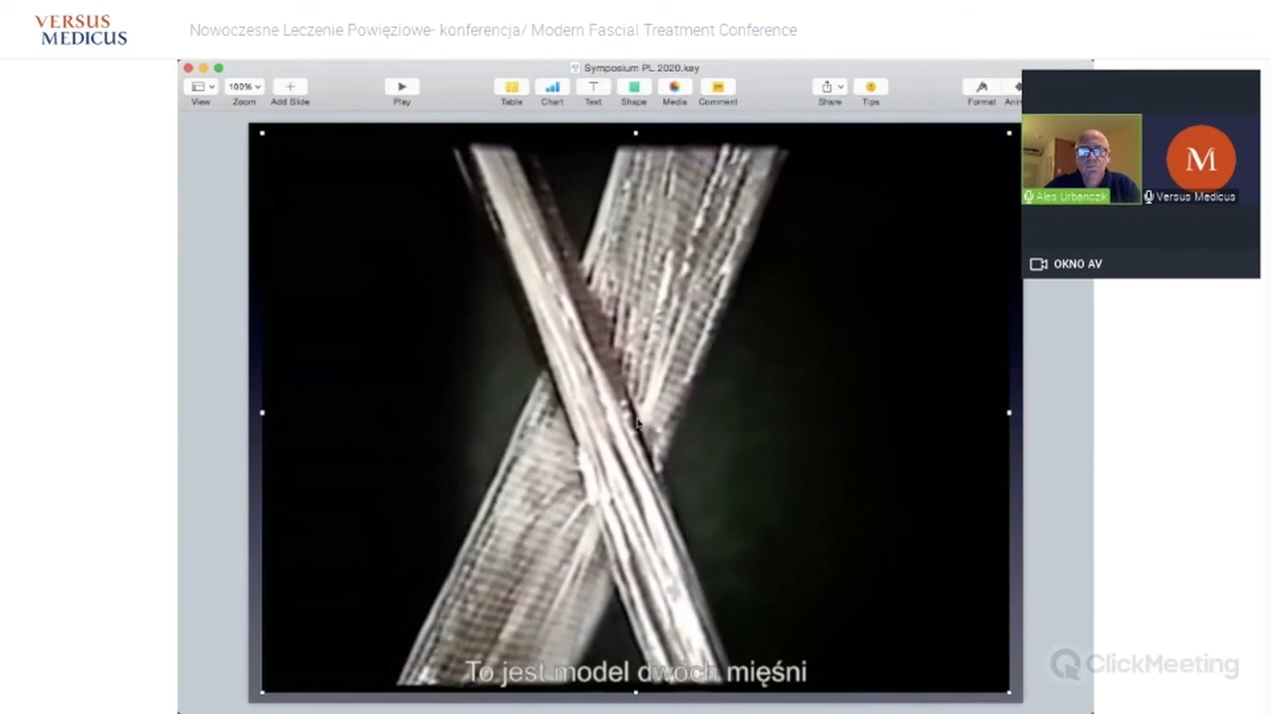 VERSUS
MEDICUS
Nowoczesne Leczenie Powięziowe- konferencja/ Modern Fascial Treatment Conference
Symposium PL 2020.key
100%
View
Zoom
Add Slide
Play
Table
Chart
Text
Shape
Media
Comment
Share
Tips
Format
Anim
M
Ales Urbanczik
Versus Medicus
OKNO AV
To jest model dwóch mięśni
ClickMeeting